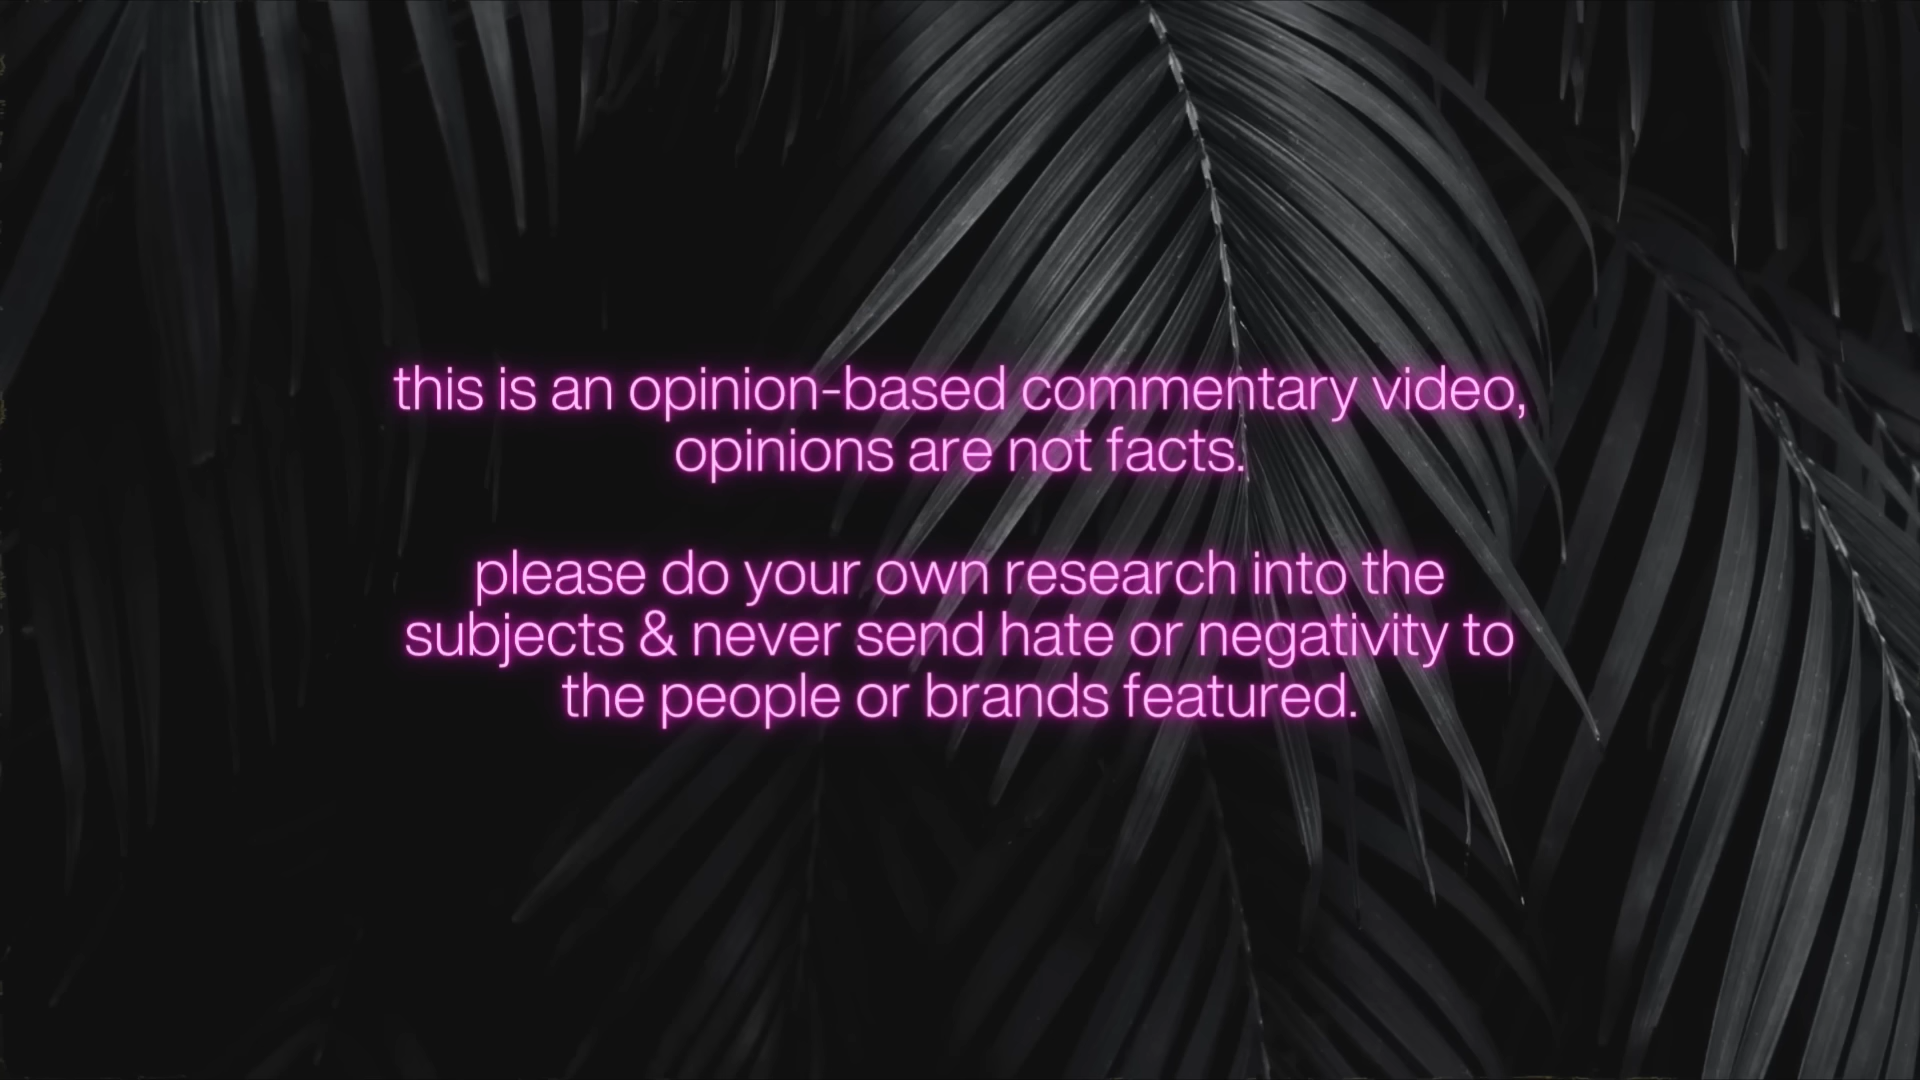 this is an opinion-based commentary video,
opinions are not facts.
please do your own research into the
subjects & never send hate or negativity to
the people or brands featured.